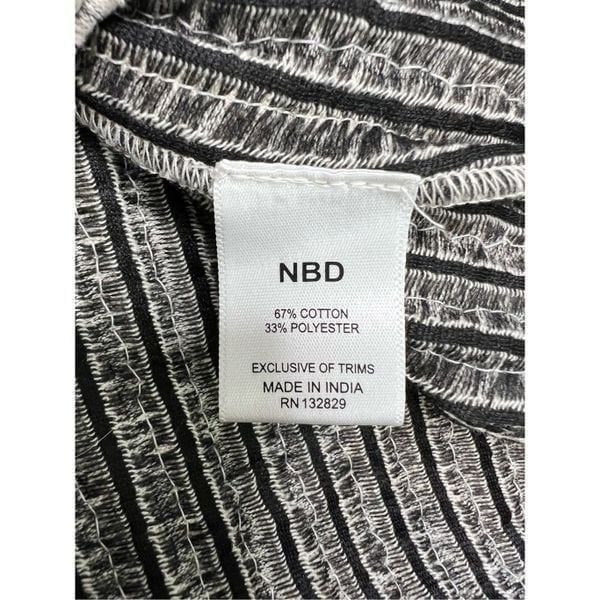 NBD
67% COTTON
33% POLYESTER
EXCLUSIVE OF TRIMS
MADE IN INDIA
RN 132829